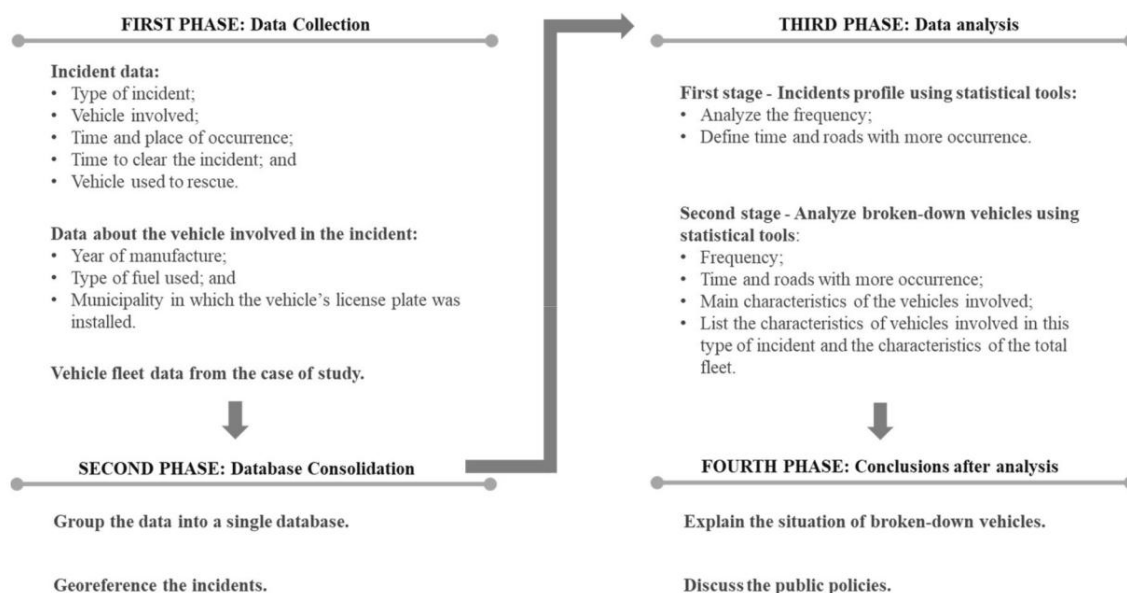 FIRST PHASE: Data Collection
Incident data:
• Type of incident;
• Vehicle involved;
• Time and place of occurrence;
• Time to clear the incident; and
• Vehicle used to rescue.
Data about the vehicle involved in the incident:
• Year of manufacture;
• Type of fuel used; and
• Municipality in which the vehicle's license plate was
installed.
Vehicle fleet data from the case of study.
SECOND PHASE: Database Consolidation
Group the data into a single database.
Georeference the incidents.
THIRD PHASE: Data analysis
First stage - Incidents profile using statistical tools:
• Analyze the frequency;
• Define time and roads with more occurrence.
Second stage - Analyze broken-down vehicles using
statistical tools:
• Frequency;
• Time and roads with more occurrence;
• Main characteristics of the vehicles involved;
• List the characteristics of vehicles involved in this
type of incident and the characteristics of the total
fleet.
FOURTH PHASE: Conclusions after analysis
Explain the situation of broken-down vehicles.
Discuss the public policies.